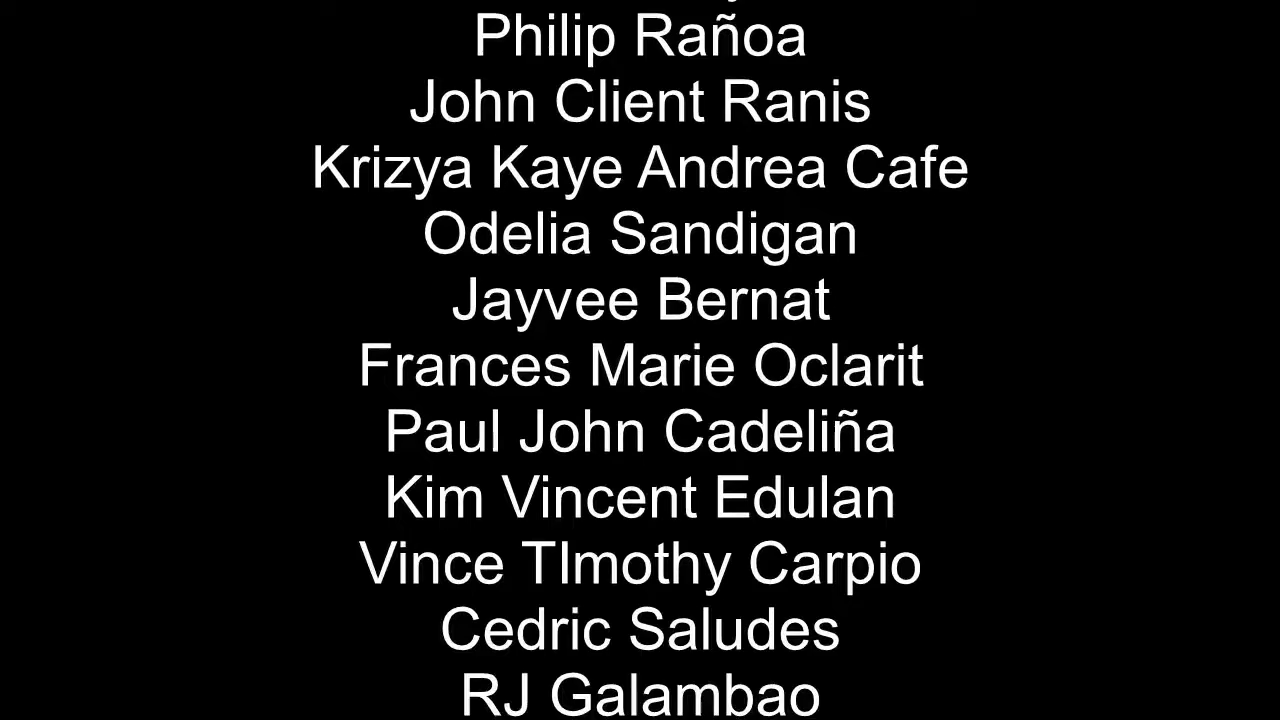 Philip Rañoa
John Client Ranis
Krizya Kaye Andrea Cafe
Odelia Sandigan
Jayvee Bernat
Frances Marie Oclarit
Paul John Cadeliña
Kim Vincent Edulan
Vince TImothy Carpio
Cedric Saludes
RJ Galambao